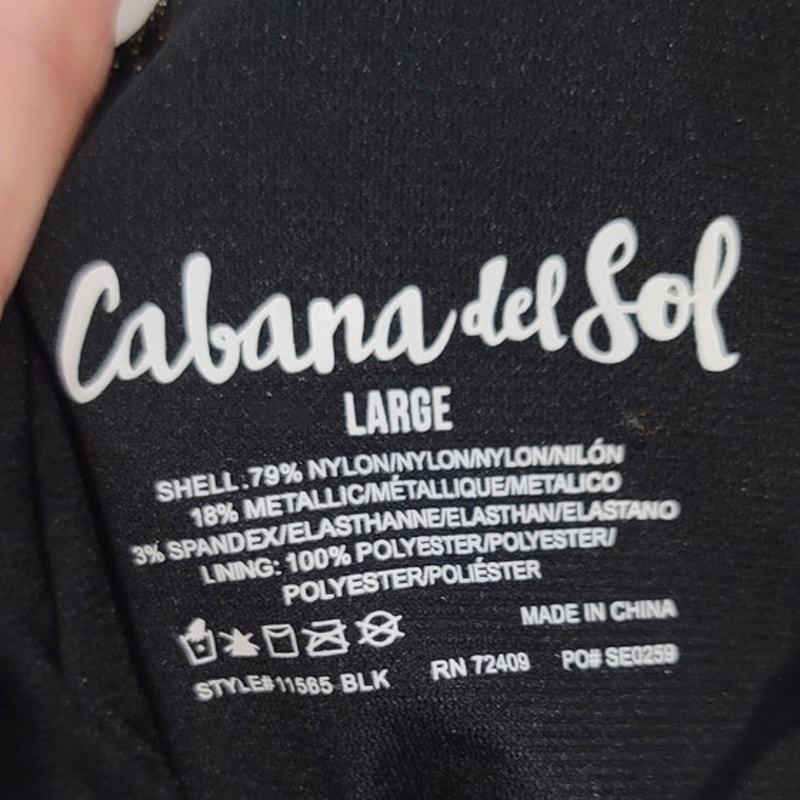 Cabana del Sol
LARGE
SHELL.79% NYLON/NYLON/NYLON/NILÓN
18% METALLIC/MÉTALLIQUE/METALICO
3% SPANDEX/ELASTHANNE/ELASTHAN/ELASTANO
LINING: 100% POLYESTER/POLYESTER/
POLYESTER/POLIÉSTER
MADE IN CHINA
STYLE# 11565 BLK RN 72409 PO# SE0259